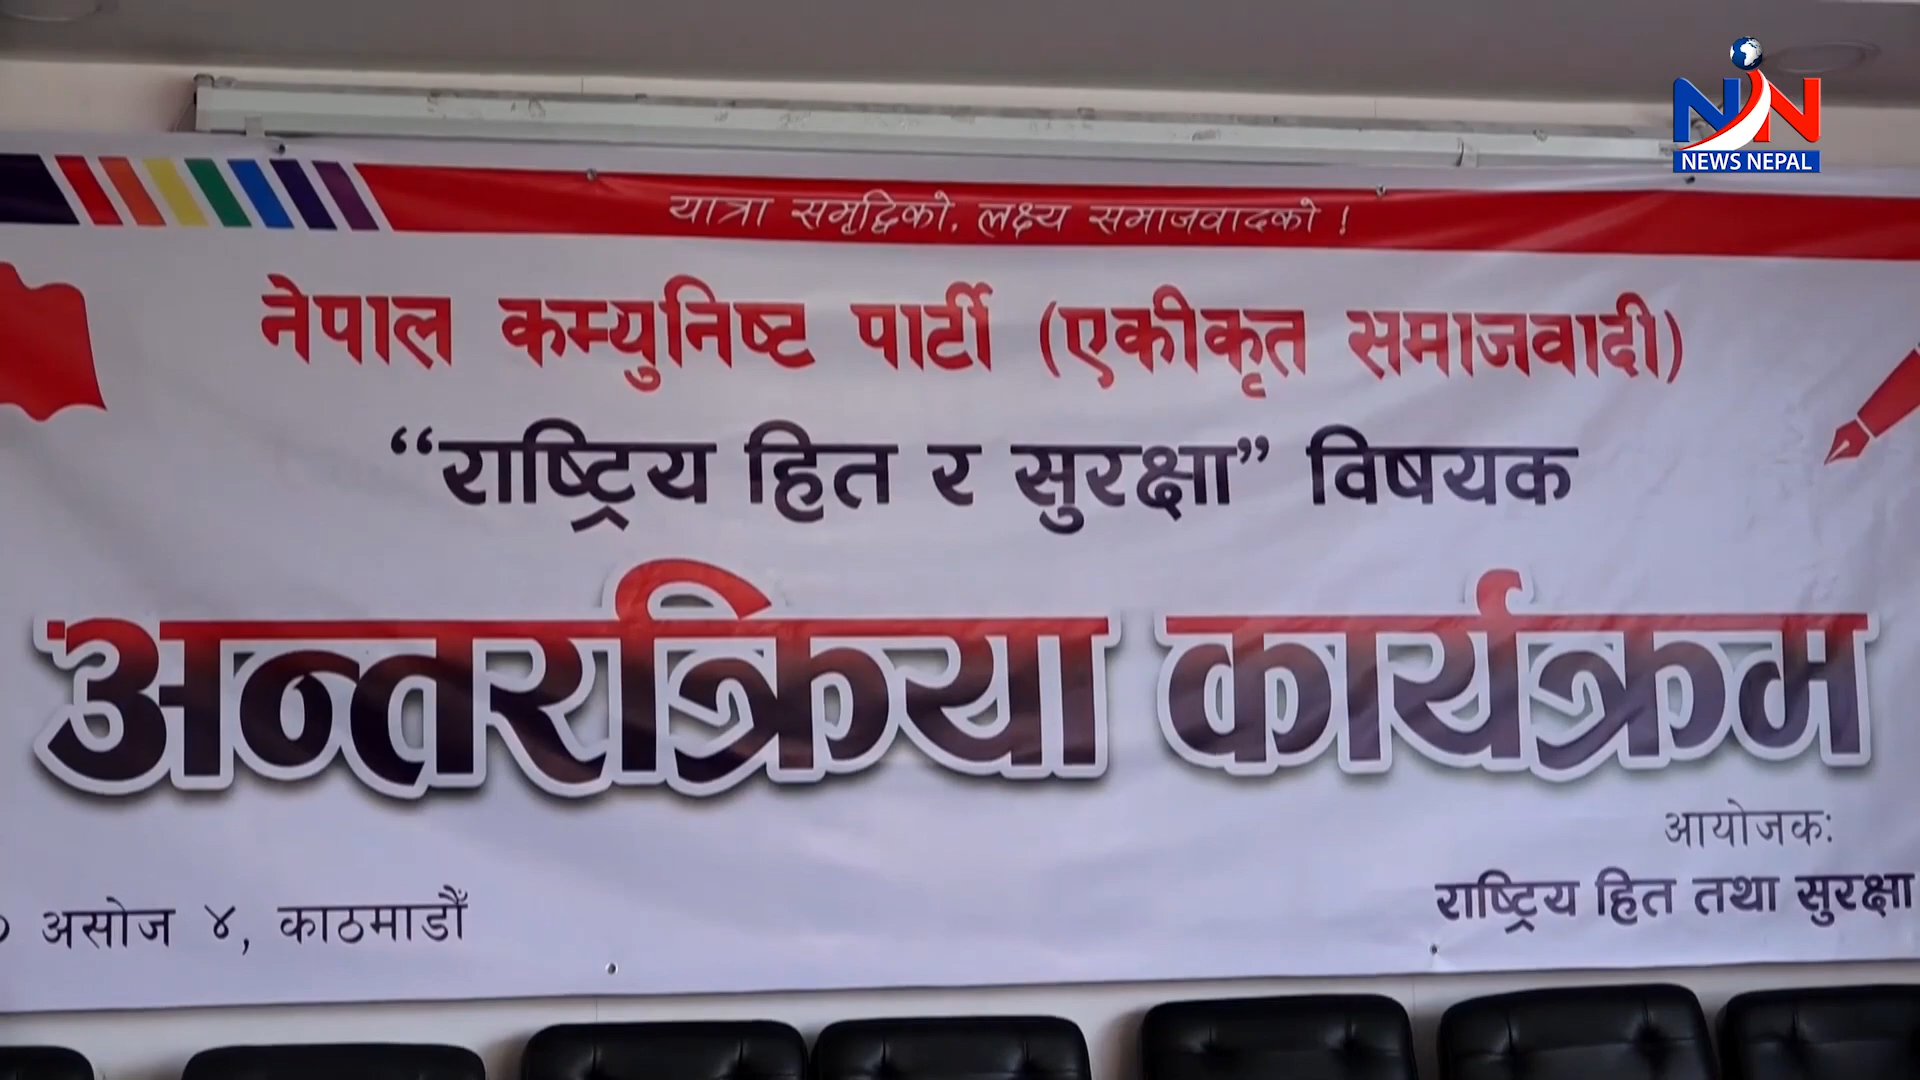 NN
NEWS NEPAL
यात्रा समृद्धिको, लक्ष्य समाजवादको !
नेपाल कम्युनिष्ट पार्टी (एकीकृत समाजवादी)
“राष्ट्रिय हित र सुरक्षा” विषयक
अन्तरक्रिया कार्यक्रम
आयोजक:
राष्ट्रिय हित तथा सुरक्षा
असोज ४, काठमाडौँ